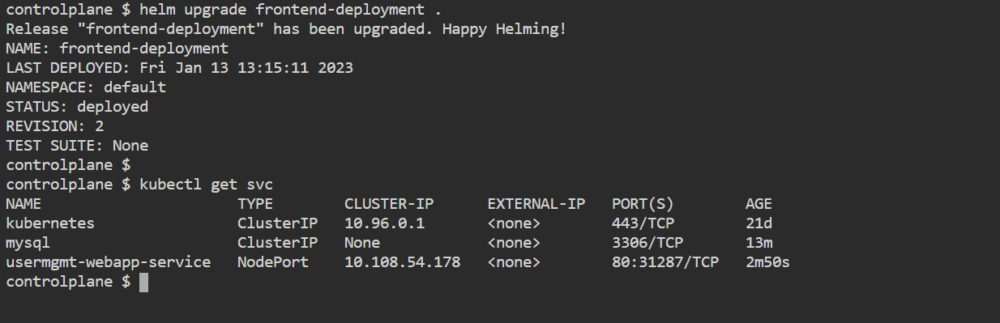 controlplane $ helm upgrade frontend-deployment .
Release "frontend-deployment" has been upgraded. Happy Helming!
NAME: frontend-deployment
LAST DEPLOYED: Fri Jan 13 13:15:11 2023
NAMESPACE: default
STATUS: deployed
REVISION: 2
TEST SUITE: None
controlplane $
controlplane $ kubectl get svc
NAME                      TYPE        CLUSTER-IP      EXTERNAL-IP   PORT(S)        AGE
kubernetes                ClusterIP   10.96.0.1       <none>        443/TCP        21d
mysql                     ClusterIP   None            <none>        3306/TCP       13m
usermgmt-webapp-service   NodePort    10.108.54.178   <none>        80:31287/TCP   2m50s
controlplane $